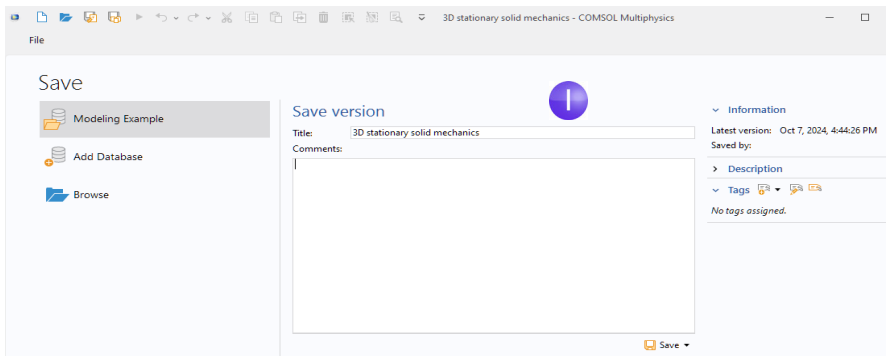 3D stationary solid mechanics - COMSOL Multiphysics
File
Save
Modeling Example
Add Database
Browse
Save version
I
Title: 3D stationary solid mechanics
Comments:
Save
Information
Latest version: Oct 7, 2024, 4:44:26 PM
Saved by:
Description
Tags
No tags assigned.